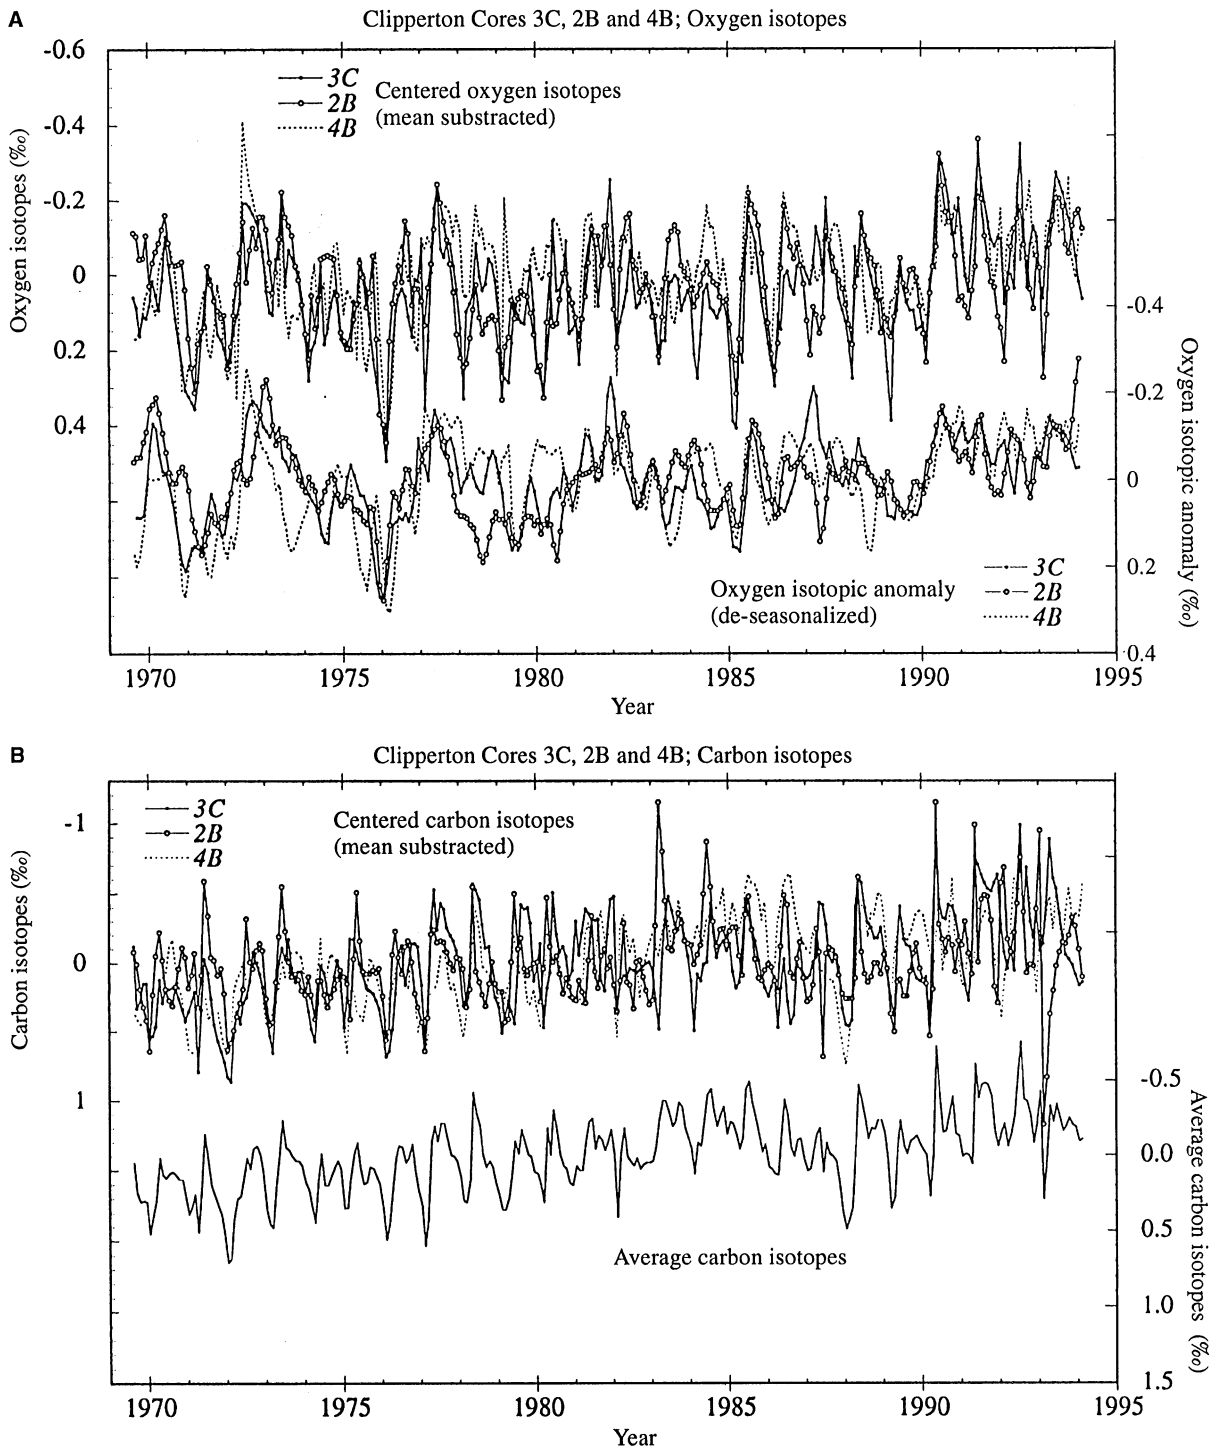 A
Clipperton Cores 3C, 2B and 4B; Oxygen isotopes
-0.6
-0.4
-0.2
0
0.2
0.4
Oxygen isotopes (‰)
3C
2B
4B
Centered oxygen isotopes
(mean substracted)
-0.4
-0.2
0
0.2
0.4
Oxygen isotopic anomaly (‰)
Oxygen isotopic anomaly
(de-seasonalized)
3C
2B
4B
1970
1975
1980
1985
1990
1995
Year
B
Clipperton Cores 3C, 2B and 4B; Carbon isotopes
-1
0
1
Carbon isotopes (‰)
3C
2B
4B
Centered carbon isotopes
(mean substracted)
-0.5
0.0
0.5
1.0
1.5
Average carbon isotopes (‰)
Average carbon isotopes
1970
1975
1980
1985
1990
1995
Year